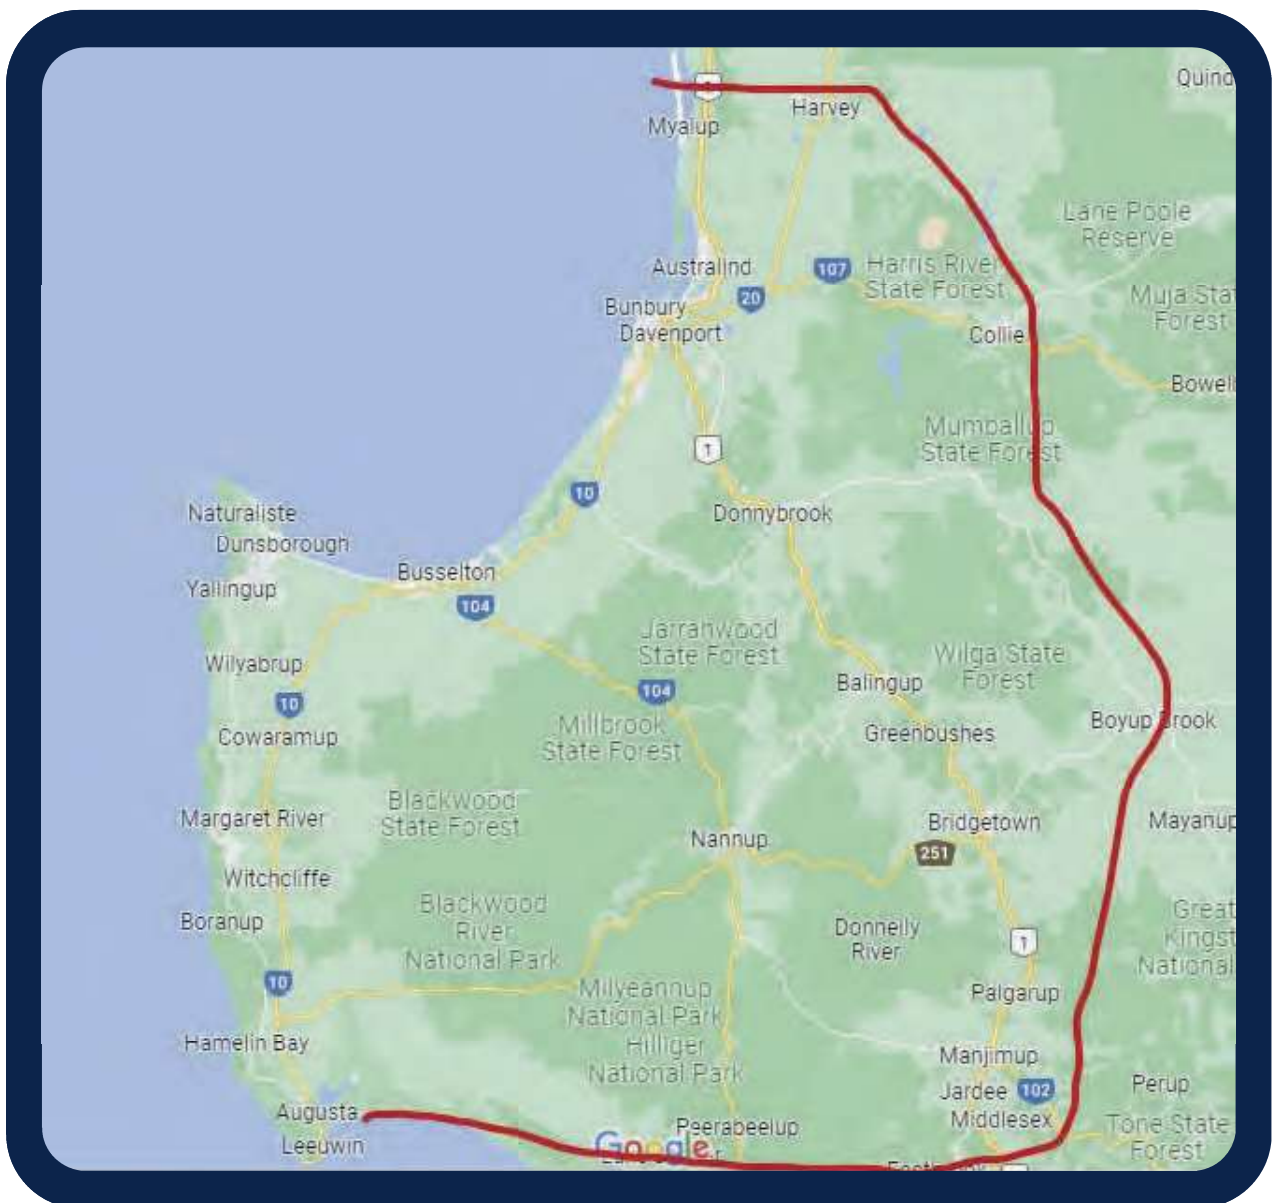 Quind
Harvey
Myalup
Lane Poole
Reserve
Australind
107
Harris River
State Forest
20
Bunbury
Davenport
Muja Stat
Forest
Collie
Bowell
1
Mumballup
State Forest
10
Naturaliste
Donnybrook
Dunsborough
Busselton
Yallingup
104
Jarrahwood
State Forest
Wilyabrup
Wilga State
Forest
Balingup
104
10
Cowaramup
Millbrook
State Forest
Greenbushes
Boyup Brook
Blackwood
State Forest
Margaret River
Bridgetown
Mayanup
Nannup
251
Witchcliffe
Boranup
Blackwood
River
National Park
Donnelly
River
Great
Kingst
National
1
10
Milyeannup
National Park
Palgarup
Hamelin Bay
Hilliger
National Park
Manjimup
Jardee
102
Perup
Augusta
Middlesex
Peerabeelup
Tone State
Forest
Leeuwin
Google